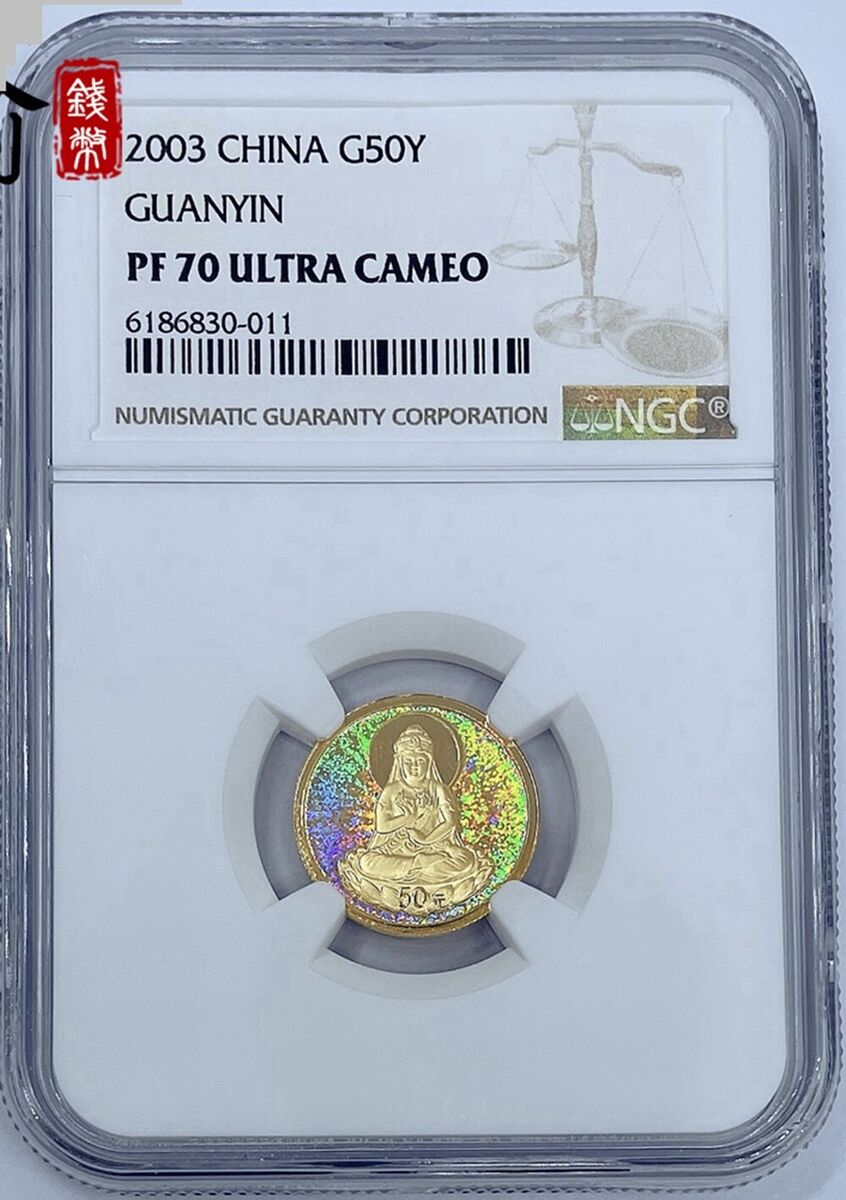 錢幣
2003 CHINA G50Y
GUANYIN
PF 70 ULTRA CAMEO
6186830-011
NUMISMATIC GUARANTY CORPORATION
NGC®
50元